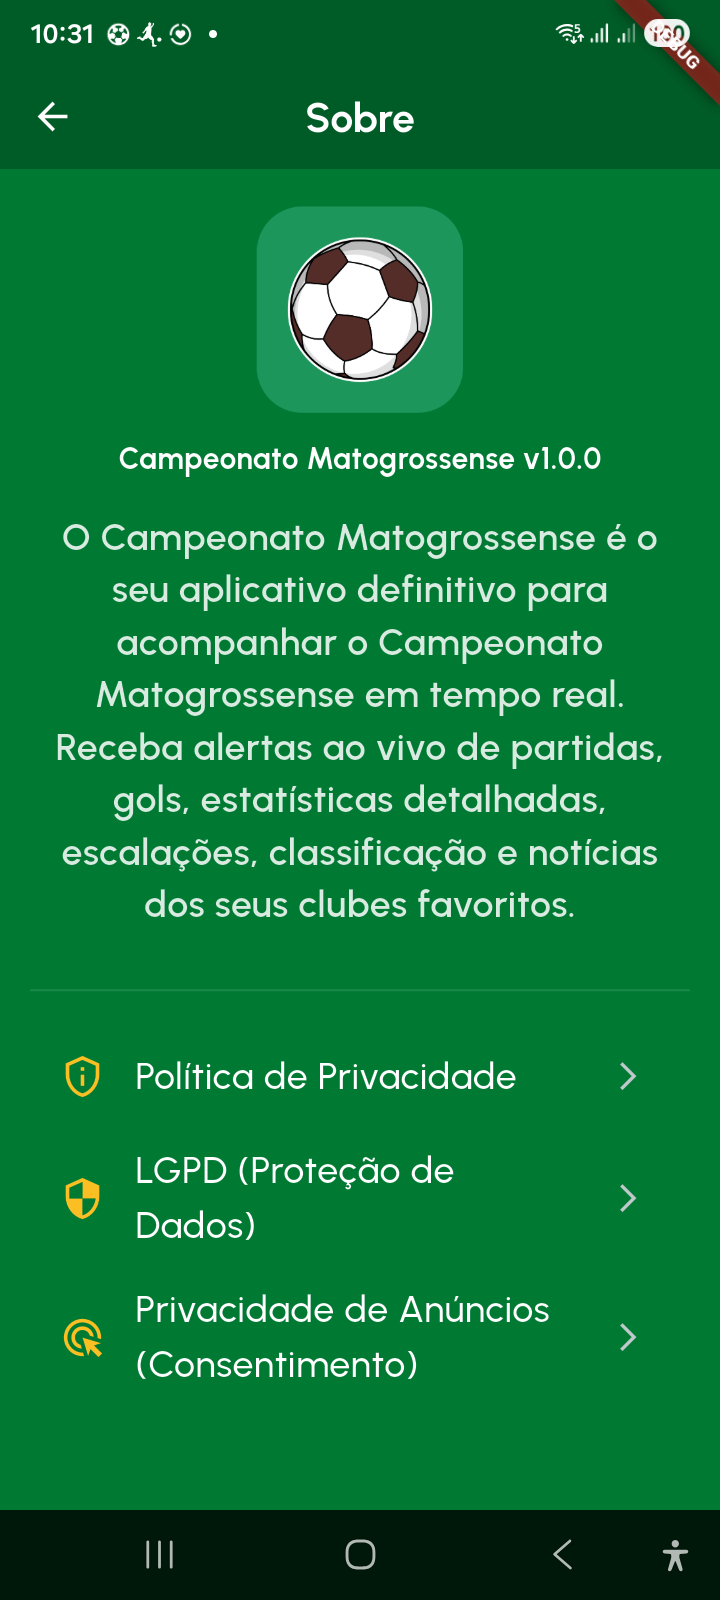 10:31
Sobre
Campeonato Matogrossense v1.0.0
O Campeonato Matogrossense é o
seu aplicativo definitivo para
acompanhar o Campeonato
Matogrossense em tempo real.
Receba alertas ao vivo de partidas,
gols, estatísticas detalhadas,
escalações, classificação e notícias
dos seus clubes favoritos.
Política de Privacidade
LGPD (Proteção de
Dados)
Privacidade de Anúncios
(Consentimento)